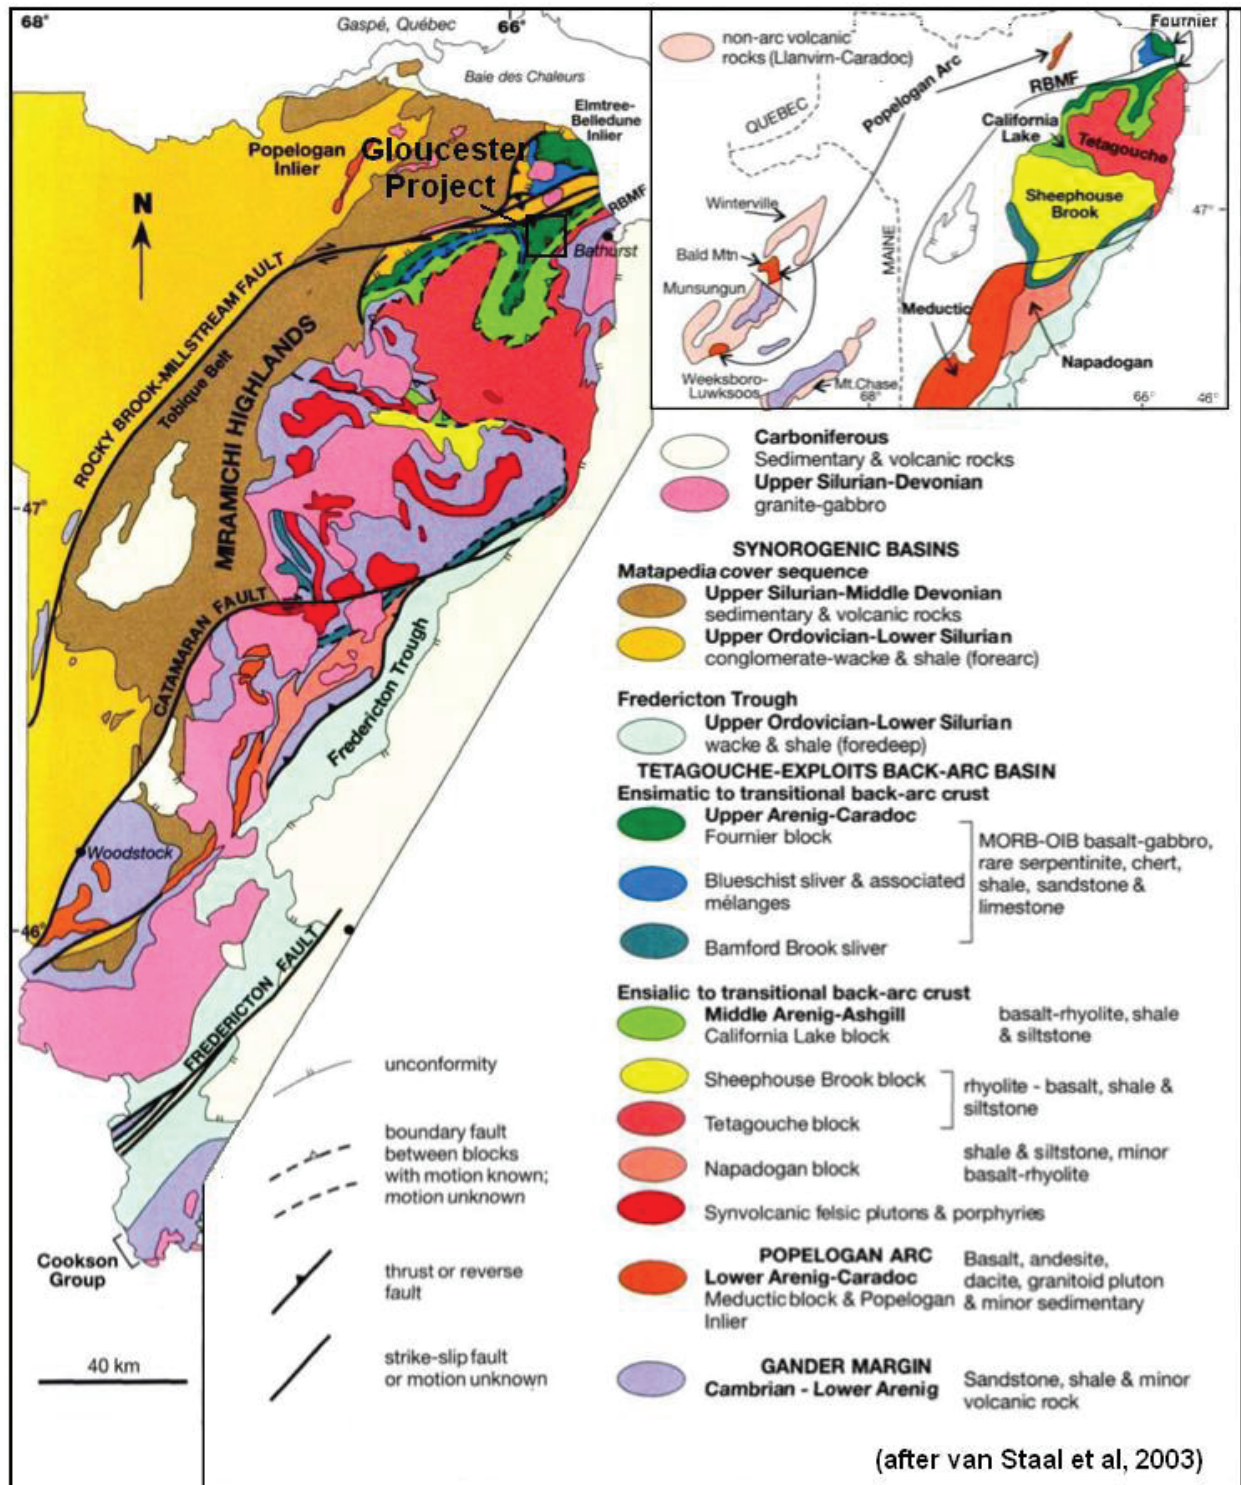 68°
Gaspé, Québec
66°
Baie des Chaleurs
Elmtree-
Belledune
Inlier
Popelogan
Inlier
Gloucester
Project
N
RBMF
Bathurst
ROCKY BROOK-MILLSTREAM FAULT
Tobique Belt
MIRAMICHI HIGHLANDS
47°
CATAMARAN FAULT
Fredericton Trough
Woodstock
46°
FREDERICTON FAULT
Cookson
Group
40 km
unconformity
boundary fault
between blocks
with motion known;
motion unknown
thrust or reverse
fault
strike-slip fault
or motion unknown
non-arc volcanic
rocks (Llanvirn-Caradoc)
Fournier
Popelogan Arc
RBMF
QUEBEC
California
Lake
Tetagouche
Winterville
Sheephouse
Brook
47°
Bald Mtn
MAINE
Munsungun
Meductic
Napadogan
Weeksboro-
Luwksoos
Mt.Chase
68°
66°
46°
Carboniferous
Sedimentary & volcanic rocks
Upper Silurian-Devonian
granite-gabbro
SYNOROGENIC BASINS
Matapedia cover sequence
Upper Silurian-Middle Devonian
sedimentary & volcanic rocks
Upper Ordovician-Lower Silurian
conglomerate-wacke & shale (forearc)
Fredericton Trough
Upper Ordovician-Lower Silurian
wacke & shale (foredeep)
TETAGOUCHE-EXPLOITS BACK-ARC BASIN
Ensimatic to transitional back-arc crust
Upper Arenig-Caradoc
Fournier block
Blueschist sliver & associated
mélanges
Bamford Brook sliver
MORB-OIB basalt-gabbro,
rare serpentinite, chert,
shale, sandstone &
limestone
Ensialic to transitional back-arc crust
Middle Arenig-Ashgill
California Lake block
basalt-rhyolite, shale
& siltstone
Sheephouse Brook block
Tetagouche block
rhyolite - basalt, shale &
siltstone
Napadogan block
shale & siltstone, minor
basalt-rhyolite
Synvolcanic felsic plutons & porphyries
POPELOGAN ARC
Lower Arenig-Caradoc
Meductic block & Popelogan
Inlier
Basalt, andesite,
dacite, granitoid pluton
& minor sedimentary
GANDER MARGIN
Cambrian - Lower Arenig
Sandstone, shale & minor
volcanic rock
(after van Staal et al, 2003)